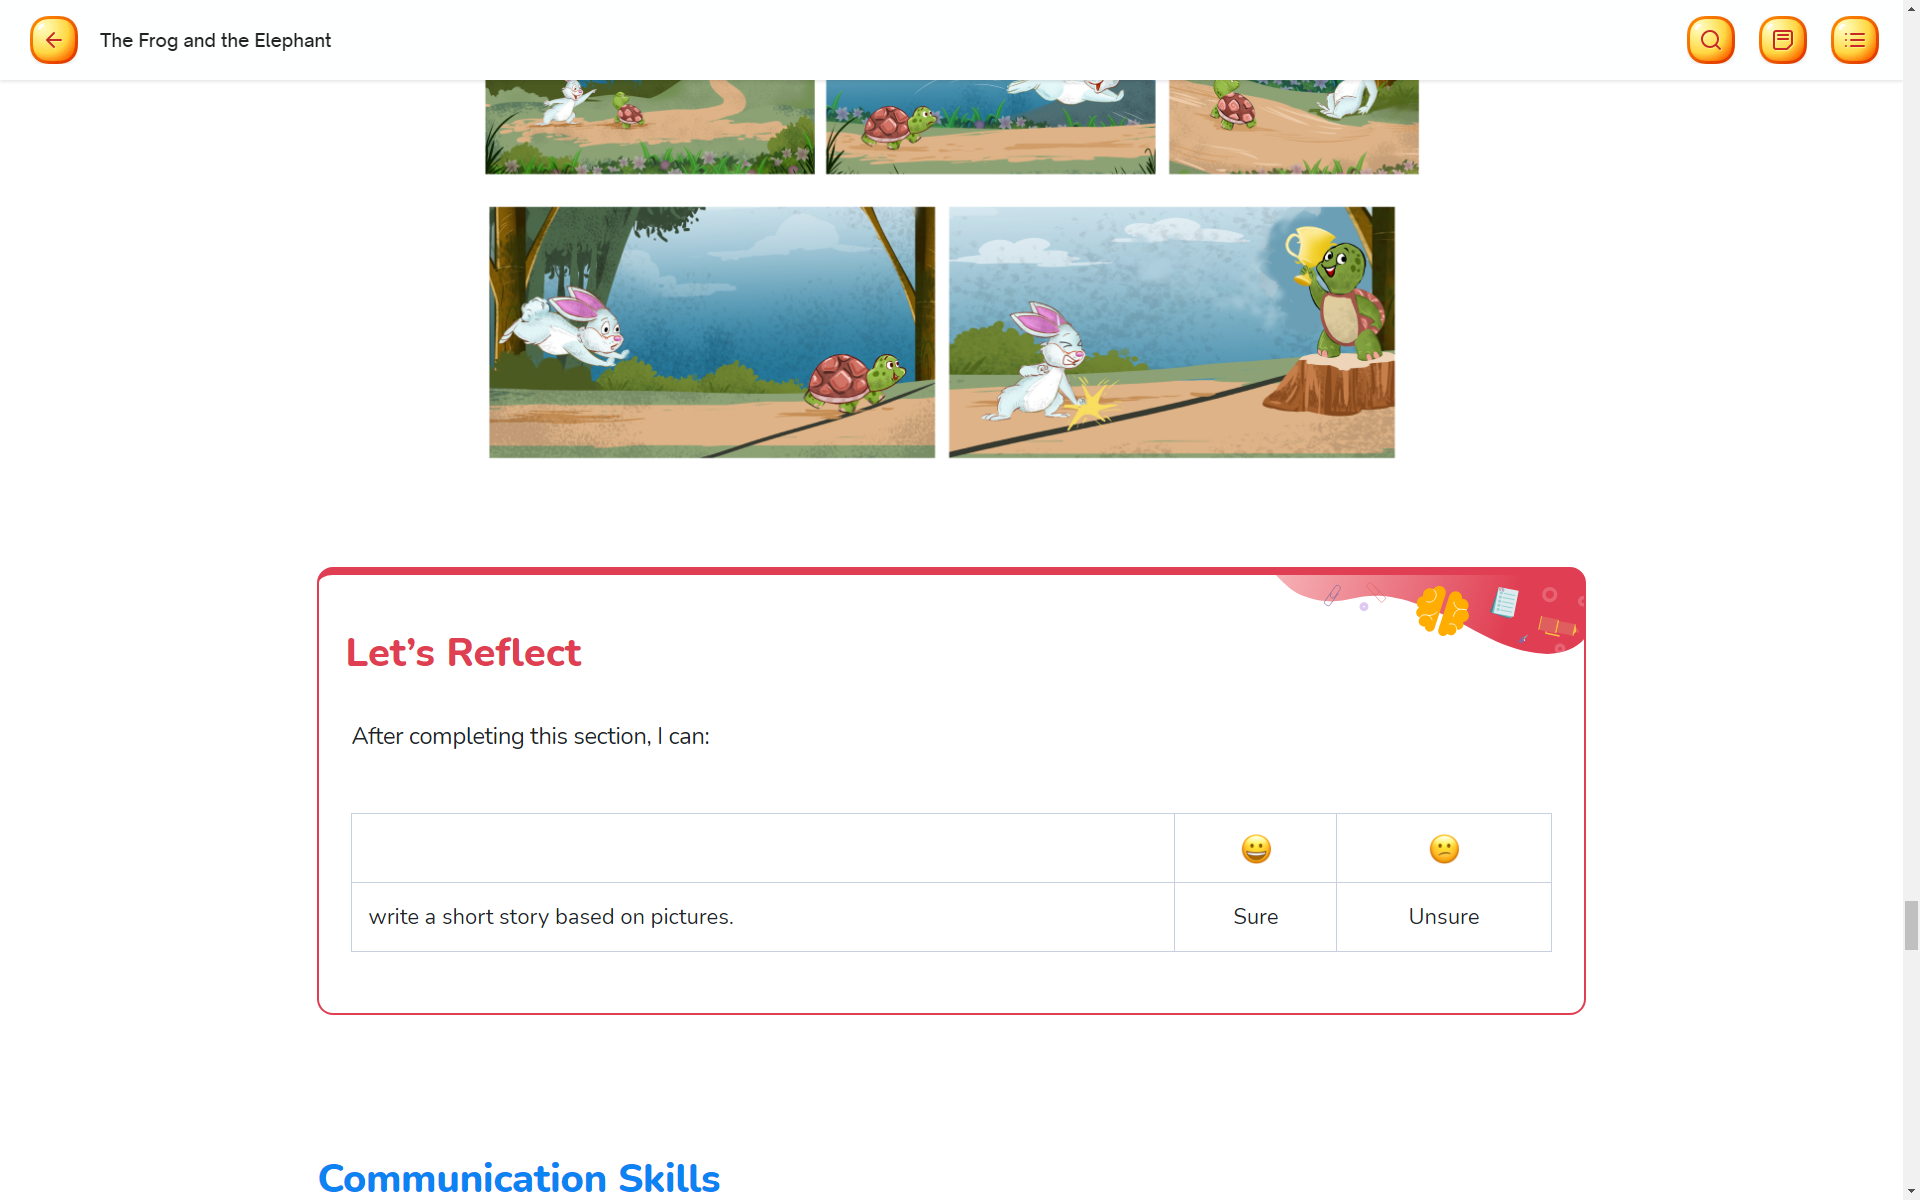 The Frog and the Elephant
Let’s Reflect
After completing this section, I can:
write a short story based on pictures.
Sure
Unsure
Communication Skills